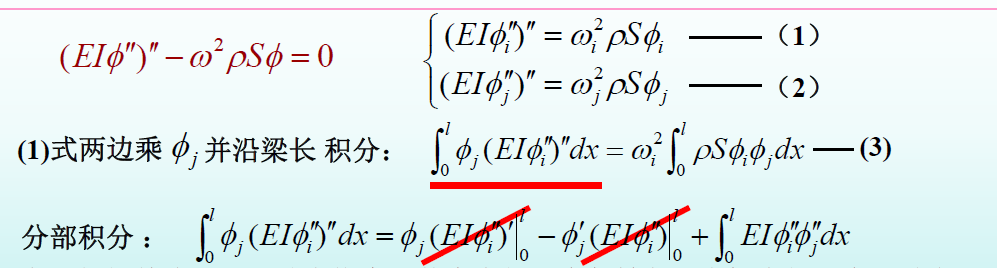 (EIϕ″)″ − ω²ρSϕ = 0
{ (EIϕᵢ″)″ = ωᵢ²ρSϕᵢ ——— （1）
(EIϕⱼ″)″ = ωⱼ²ρSϕⱼ ——— （2）
(1)式两边乘 ϕⱼ 并沿梁长 积分： ∫₀ˡ ϕⱼ(EIϕᵢ″)″dx = ωᵢ² ∫₀ˡ ρSϕᵢϕⱼdx —— (3)
分部积分： ∫₀ˡ ϕⱼ(EIϕᵢ″)″dx = ϕⱼ(EIϕᵢ″)′|₀ˡ − ϕⱼ′(EIϕᵢ″)|₀ˡ + ∫₀ˡ EIϕᵢ″ϕⱼ″dx